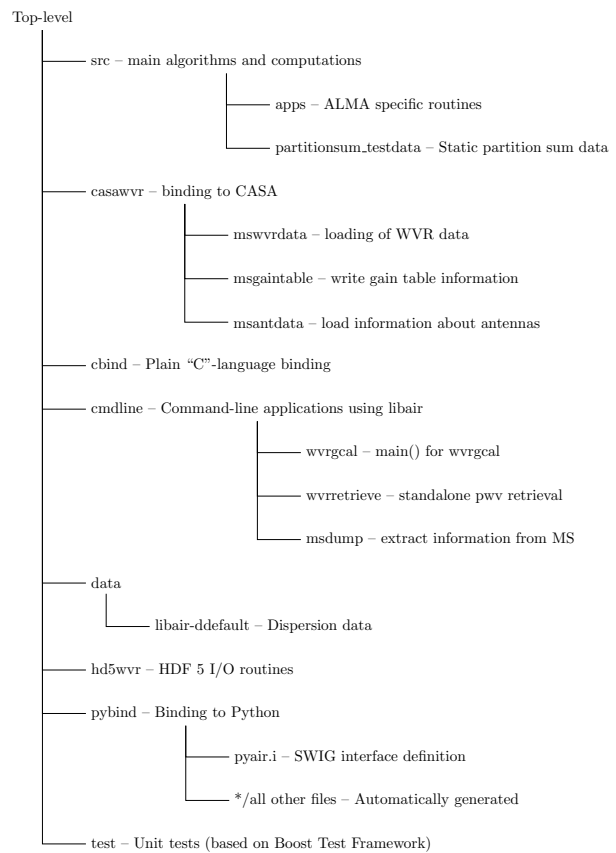 Top-level
src – main algorithms and computations
apps – ALMA specific routines
partitionsum_testdata – Static partition sum data
casawvr – binding to CASA
mswvrdata – loading of WVR data
msgaintable – write gain table information
msantdata – load information about antennas
cbind – Plain “C”-language binding
cmdline – Command-line applications using libair
wvrgcal – main() for wvrgcal
wvrretrieve – standalone pwv retrieval
msdump – extract information from MS
data
libair-ddefault – Dispersion data
hd5wvr – HDF 5 I/O routines
pybind – Binding to Python
pyair.i – SWIG interface definition
*/all other files – Automatically generated
test – Unit tests (based on Boost Test Framework)